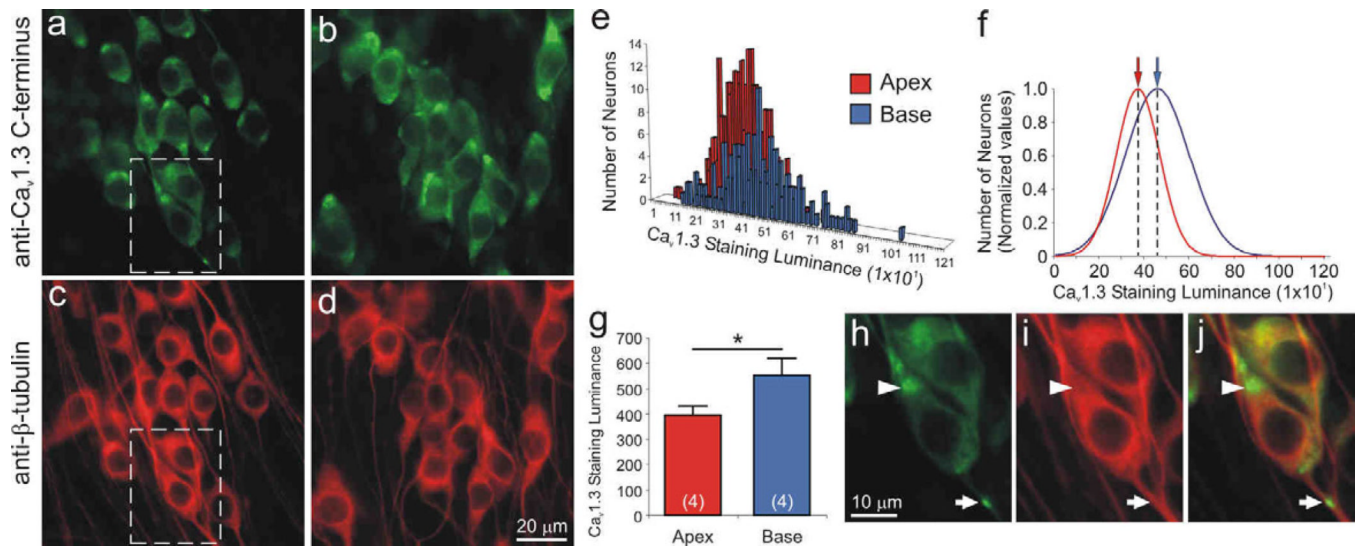 a
b
c
d
anti-Caᵥ1.3 C-terminus
anti-β-tubulin
20 μm
e
Number of Neurons
14
12
10
8
6
4
2
0
1
11
21
31
41
51
61
71
81
91
101
111
121
Caᵥ1.3 Staining Luminance (1x10¹)
Apex
Base
f
Number of Neurons
(Normalized values)
1.0
0.8
0.6
0.4
0.2
0
0 20 40 60 80 100 120
Caᵥ1.3 Staining Luminance (1x10¹)
g
Caᵥ1.3 Staining Luminance
700
600
500
400
300
200
100
0
*
(4) (4)
Apex Base
h
i
j
10 μm